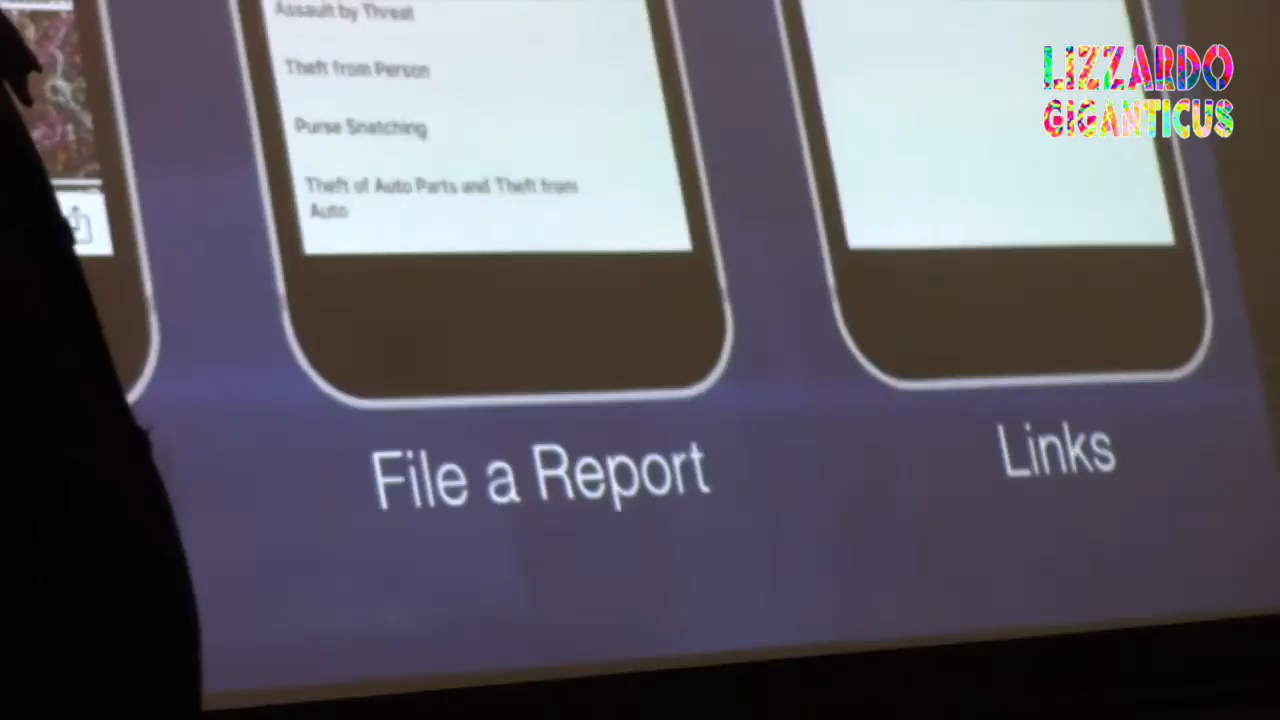 Assault by Threat
Theft from Person
Purse Snatching
Theft of Auto Parts and Theft from
Auto
File a Report
Links
LIZZARDO
GIGANTICUS